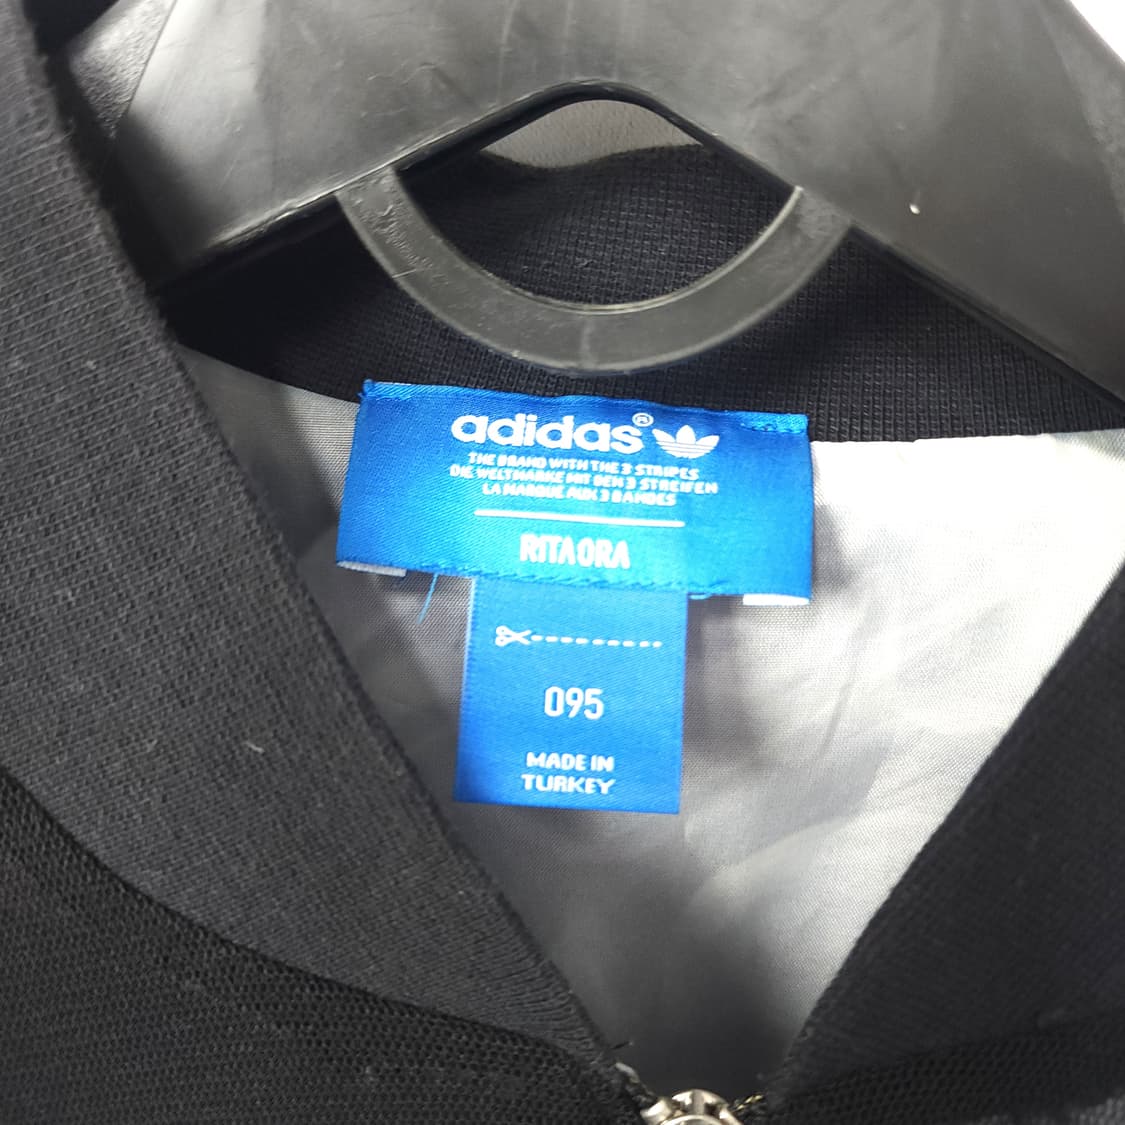 adidas®
THE BRAND WITH THE 3 STRIPES
DIE WELTMARKE MIT DEN 3 STREIFEN
LA MARQUE AUX 3 BANDES
RITA ORA
095
MADE IN
TURKEY